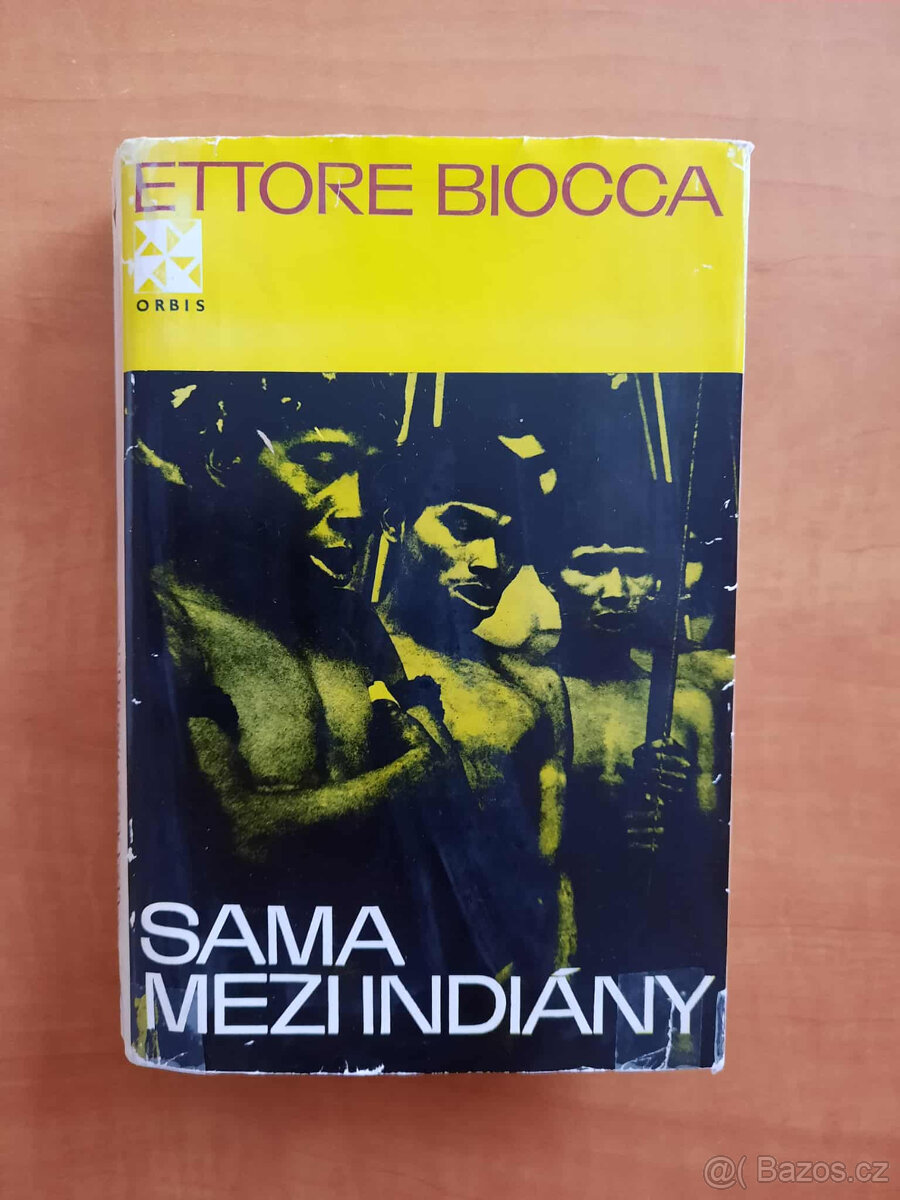 ETTORE BIOCCA
ORBIS
SAMA
MEZI INDIÁNY
@( Bazos.cz